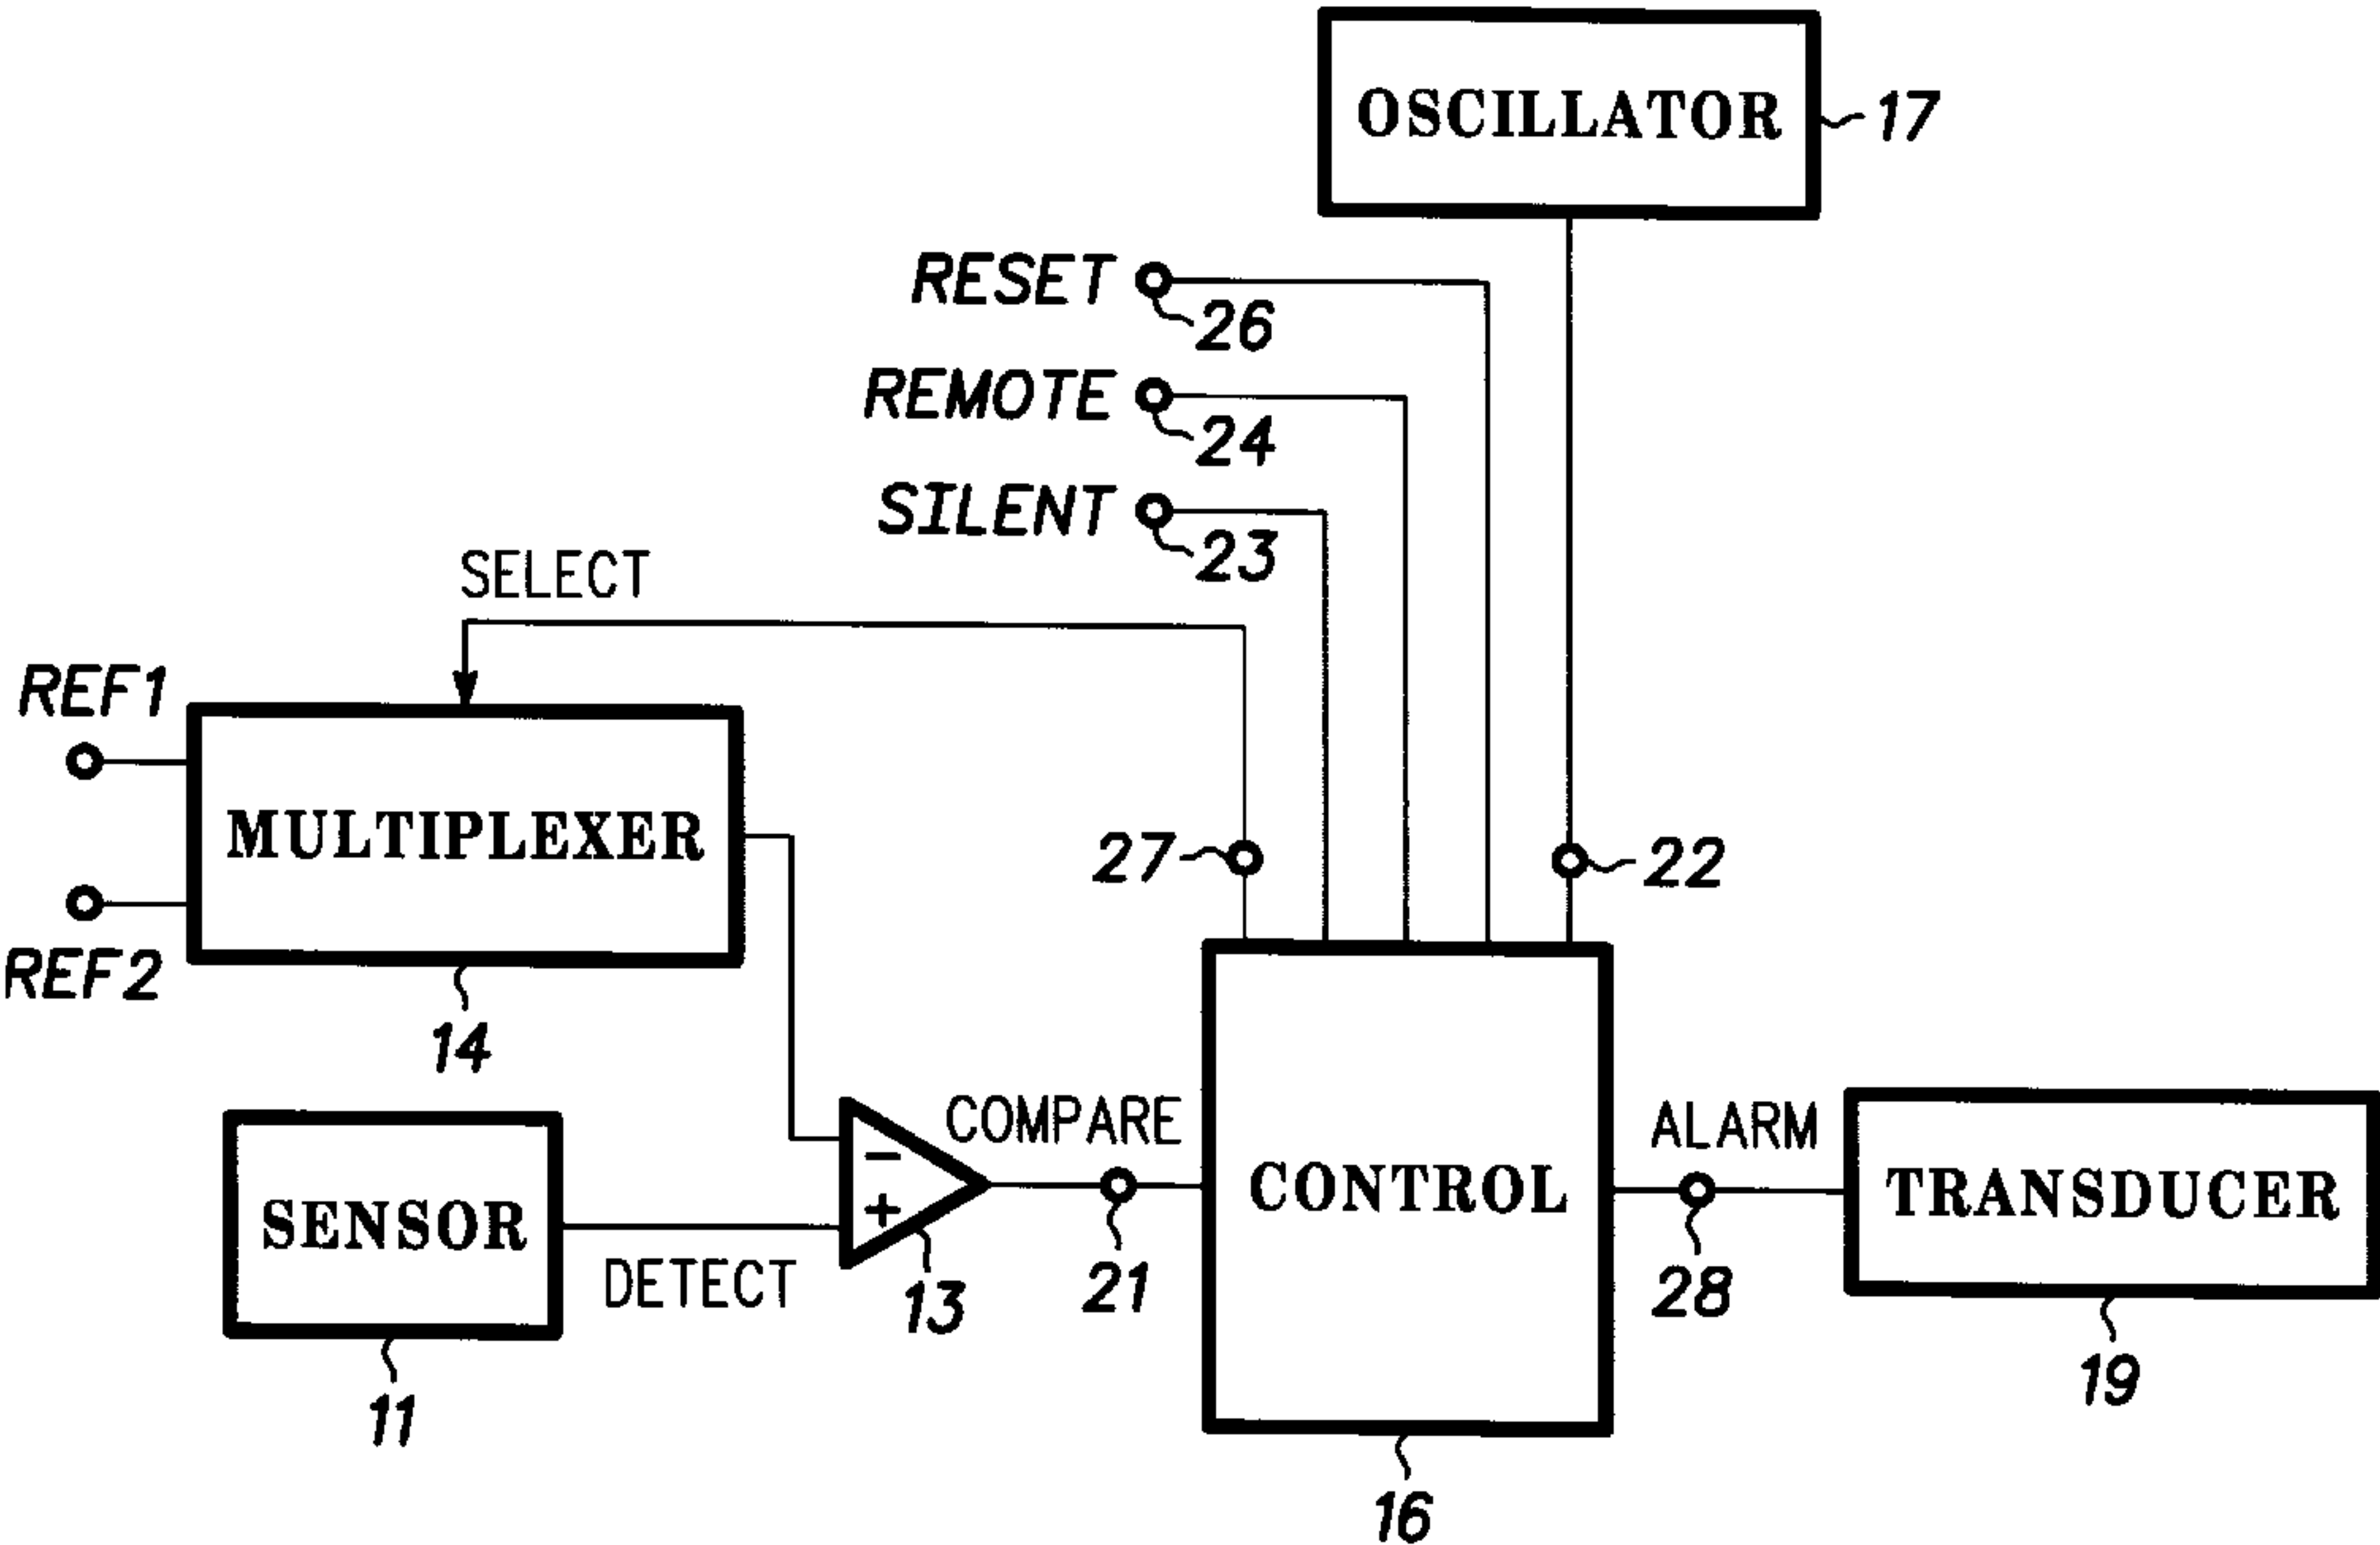 OSCILLATOR
17
RESET
26
REMOTE
24
SILENT
23
SELECT
REF1
MULTIPLEXER
27
22
REF2
14
COMPARE
ALARM
SENSOR
-
+
CONTROL
TRANSDUCER
DETECT
13
21
28
11
19
16